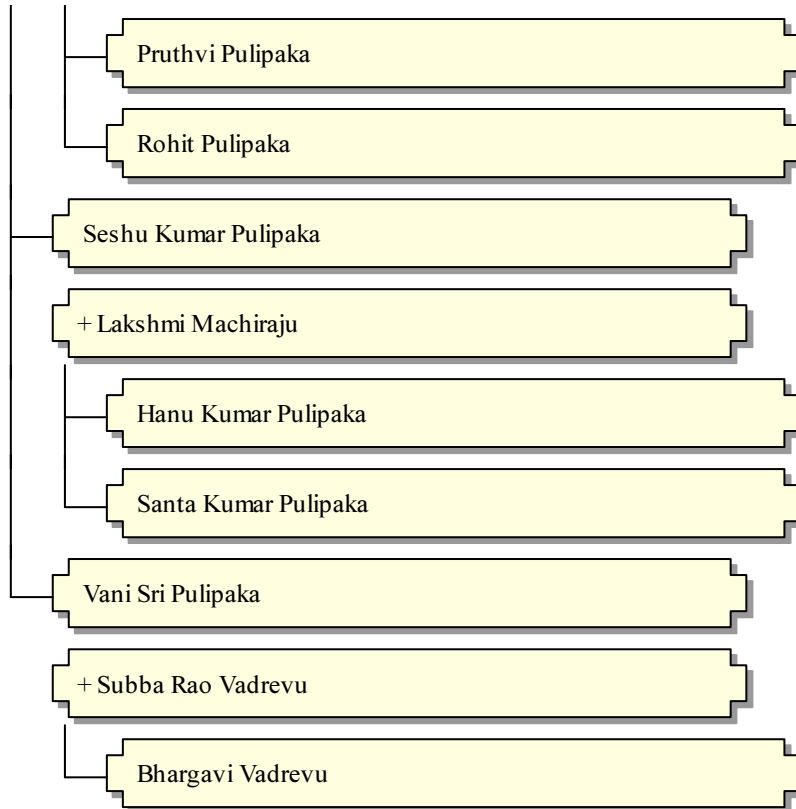 Pruthvi Pulipaka
Rohit Pulipaka
Seshu Kumar Pulipaka
+ Lakshmi Machiraju
Hanu Kumar Pulipaka
Santa Kumar Pulipaka
Vani Sri Pulipaka
+ Subba Rao Vadrevu
Bhargavi Vadrevu